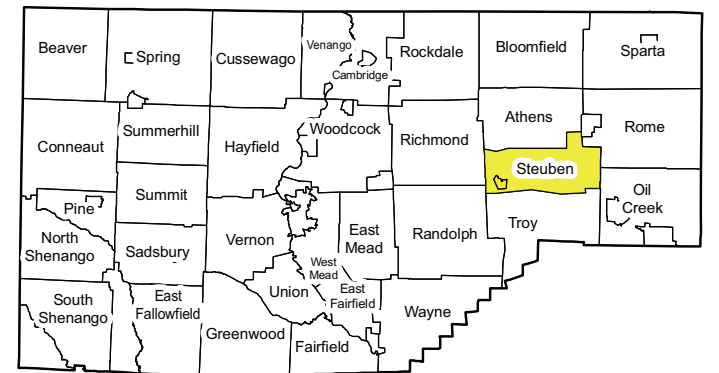 Beaver
Spring
Cussewago
Venango
Cambridge
Rockdale
Bloomfield
Sparta
Conneaut
Summerhill
Hayfield
Woodcock
Richmond
Athens
Rome
Steuben
Pine
Summit
Oil
Creek
North
Shenango
Sadsbury
Vernon
East
Mead
Randolph
Troy
West
Mead
South
Shenango
East
Fallowfield
Union
East
Fairfield
Wayne
Greenwood
Fairfield